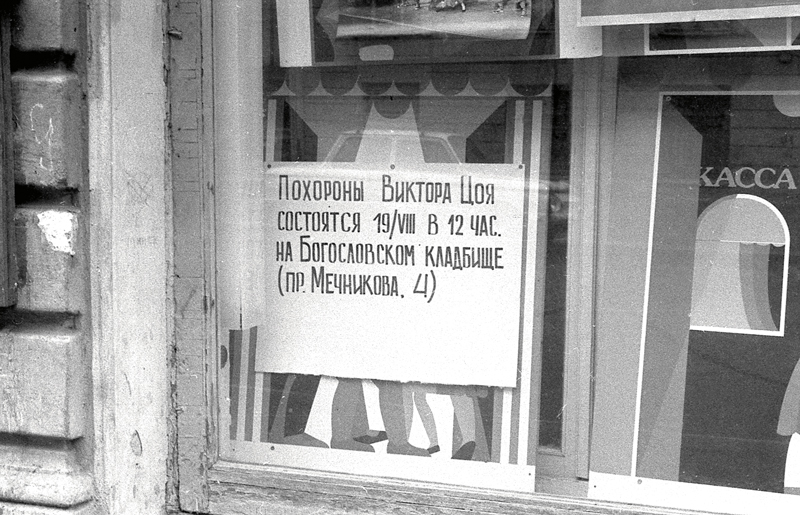 Похороны Виктора Цоя
состоятся 19/VIII в 12 час.
на Богословском кладбище
(пр. Мечникова, 4)
КАССА